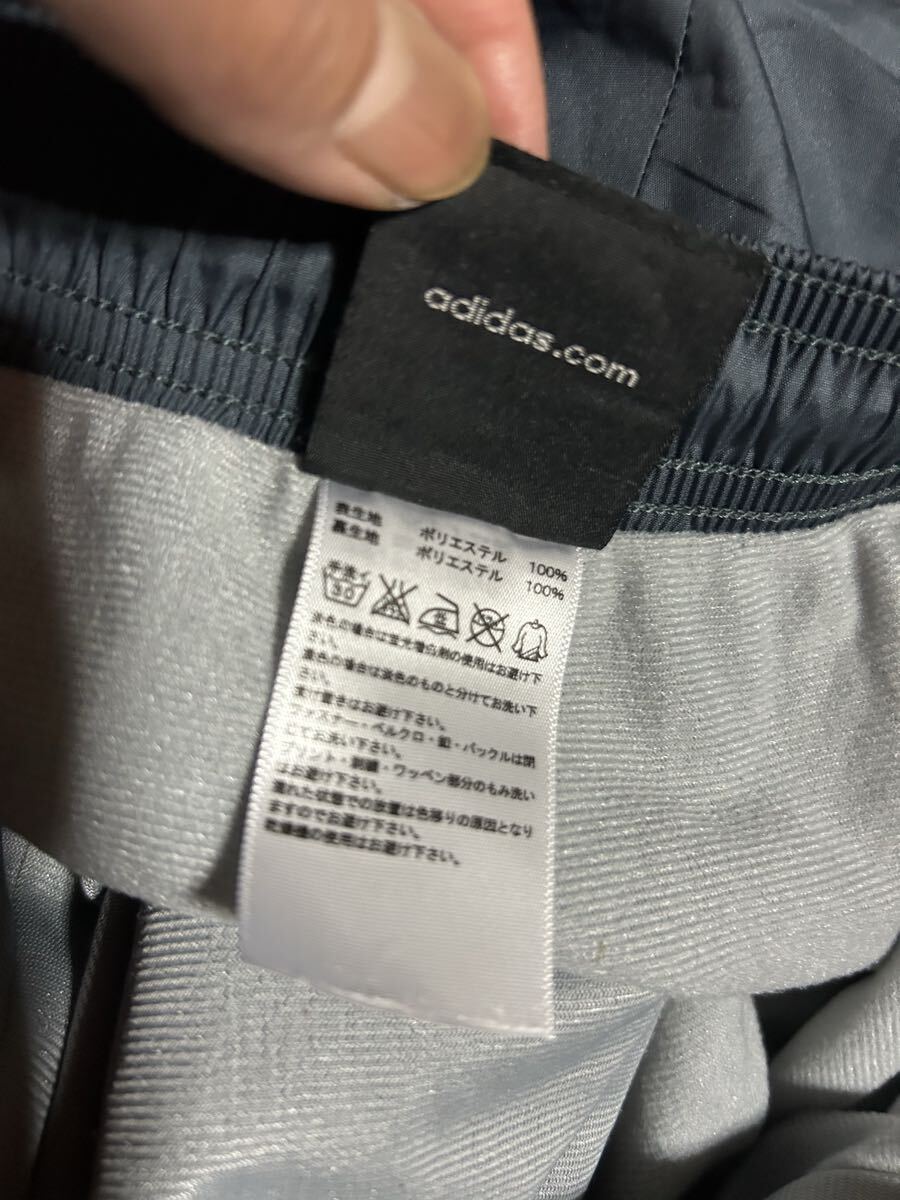 adidas.com
表生地 ポリエステル 100%
裏生地 ポリエステル 100%
手洗イ
30
淡色の場合は蛍光増白剤の使用はお避け下
さい。
濃色の場合は淡色のものと分けてお洗い下
さい。
漬け置きはお避け下さい。
ファスナー・ベルクロ・釦・バックルは閉
じてお洗い下さい。
プリント・刺繍・ワッペン部分のもみ洗い
はお避け下さい。
濡れた状態での放置は色移りの原因となり
ますのでお避け下さい。
乾燥機の使用はお避け下さい。